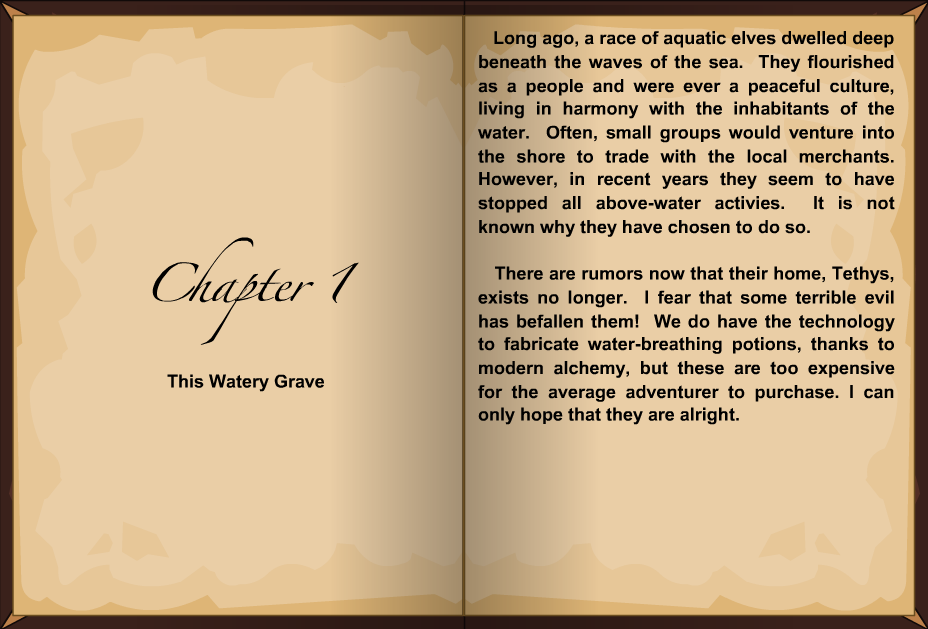 Chapter 1
This Watery Grave
Long ago, a race of aquatic elves dwelled deep
beneath the waves of the sea. They flourished
as a people and were ever a peaceful culture,
living in harmony with the inhabitants of the
water. Often, small groups would venture into
the shore to trade with the local merchants.
However, in recent years they seem to have
stopped all above-water activies. It is not
known why they have chosen to do so.
There are rumors now that their home, Tethys,
exists no longer. I fear that some terrible evil
has befallen them! We do have the technology
to fabricate water-breathing potions, thanks to
modern alchemy, but these are too expensive
for the average adventurer to purchase. I can
only hope that they are alright.